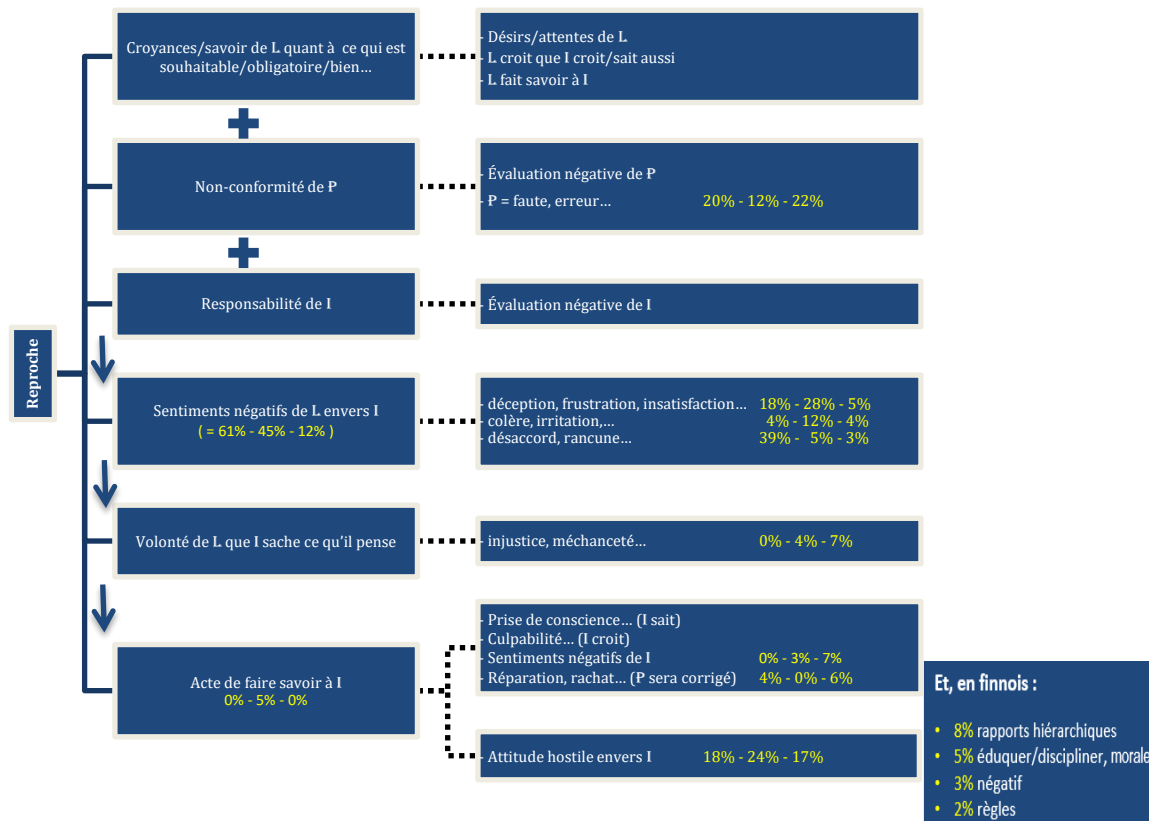 Reproche
Croyances/savoir de L quant à ce qui est
souhaitable/obligatoire/bien…
- Désirs/attentes de L
- L croit que I croit/sait aussi
- L fait savoir à I
Non-conformité de P
- Évaluation négative de P
- P = faute, erreur… 20% - 12% - 22%
Responsabilité de I
- Évaluation négative de I
Sentiments négatifs de L envers I
( = 61% - 45% - 12% )
- déception, frustration, insatisfaction… 18% - 28% - 5%
- colère, irritation,… 4% - 12% - 4%
- désaccord, rancune… 39% - 5% - 3%
Volonté de L que I sache ce qu'il pense
- injustice, méchanceté… 0% - 4% - 7%
Acte de faire savoir à I
0% - 5% - 0%
- Prise de conscience… (I sait)
- Culpabilité… (I croit)
- Sentiments négatifs de I 0% - 3% - 7%
- Réparation, rachat… (P sera corrigé) 4% - 0% - 6%
- Attitude hostile envers I 18% - 24% - 17%
Et, en finnois :
• 8% rapports hiérarchiques
• 5% éduquer/discipliner, morale
• 3% négatif
• 2% règles